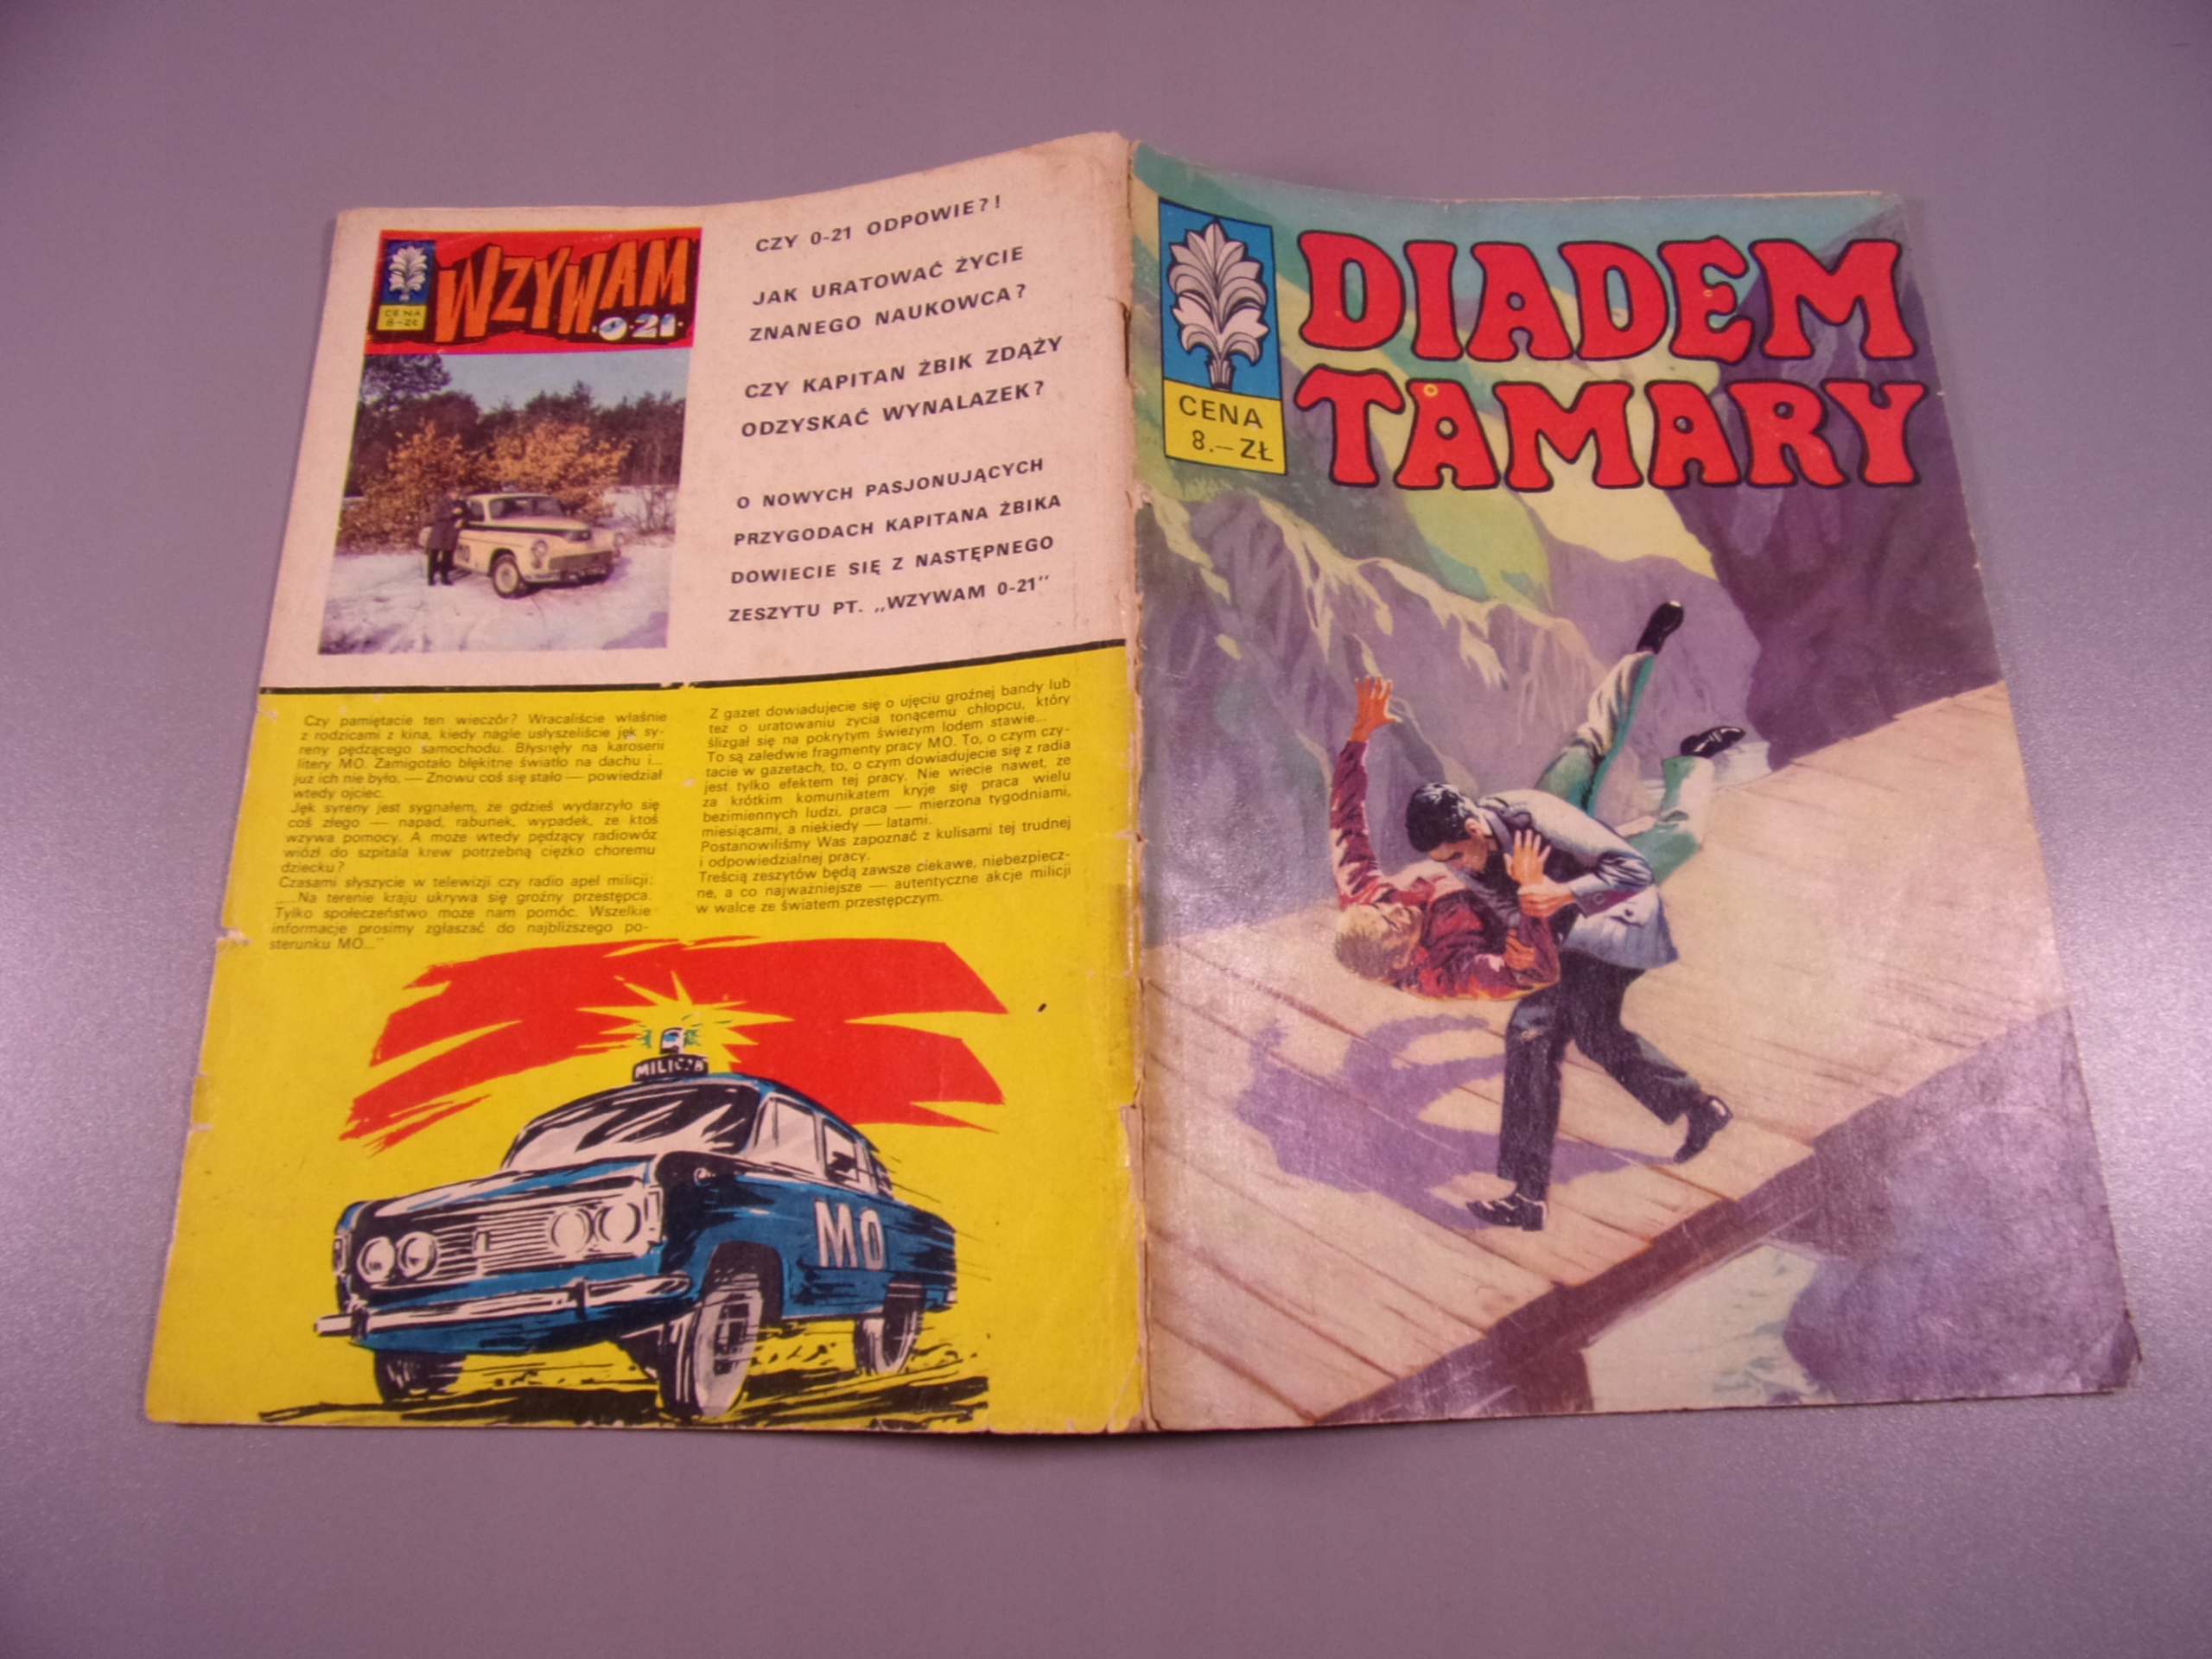 WZYWAM
0-21
CENA
8-ZŁ
CZY 0-21 ODPOWIE?!
JAK URATOWAĆ ŻYCIE
ZNANEGO NAUKOWCA?
CZY KAPITAN ŻBIK ZDĄŻY
ODZYSKAĆ WYNALAZEK?
O NOWYCH PASJONUJĄCYCH
PRZYGODACH KAPITANA ŻBIKA
DOWIECIE SIĘ Z NASTĘPNEGO
ZESZYTU PT. „WZYWAM 0-21"
Czy pamiętacie ten wieczór? Wracaliście właśnie
z rodzicami z kina, kiedy nagle usłyszeliście jęk sy-
reny pędzącego samochodu. Błysnęły na karoserii
litery MO. Zamigotało błękitne światło na dachu i...
już ich nie było. — Znowu coś się stało — powiedział
wtedy ojciec.
Jęk syreny jest sygnałem, że gdzieś wydarzyło się
coś złego — napad, rabunek, wypadek, że ktoś
wzywa pomocy. A może wtedy pędzący radiowóz
wiózł do szpitala krew potrzebną ciężko choremu
dziecku?
Czasami słyszycie w telewizji czy radio apel milicji:
„...Na terenie kraju ukrywa się groźny przestępca.
Tylko społeczeństwo może nam pomóc. Wszelkie
informacje prosimy zgłaszać do najbliższego po-
sterunku MO..."
Z gazet dowiadujecie się o ujęciu groźnej bandy lub
też o uratowaniu życia tonącemu chłopcu, który
ślizgał się na pokrytym świeżym lodem stawie...
To są zaledwie fragmenty pracy MO. To, o czym czy-
tacie w gazetach, to, o czym dowiadujecie się z radia
jest tylko efektem tej pracy. Nie wiecie nawet, że
za krótkim komunikatem kryje się praca wielu
bezimiennych ludzi, praca — mierzona tygodniami,
miesiącami, a niekiedy — latami.
Postanowiliśmy Was zapoznać z kulisami tej trudnej
i odpowiedzialnej pracy.
Treścią zeszytów będą zawsze ciekawe, niebezpiecz-
ne, a co najważniejsze — autentyczne akcje milicji
w walce ze światem przestępczym.
MILICJA
MO
DIADEM
TAMARY
CENA
8.—ZŁ